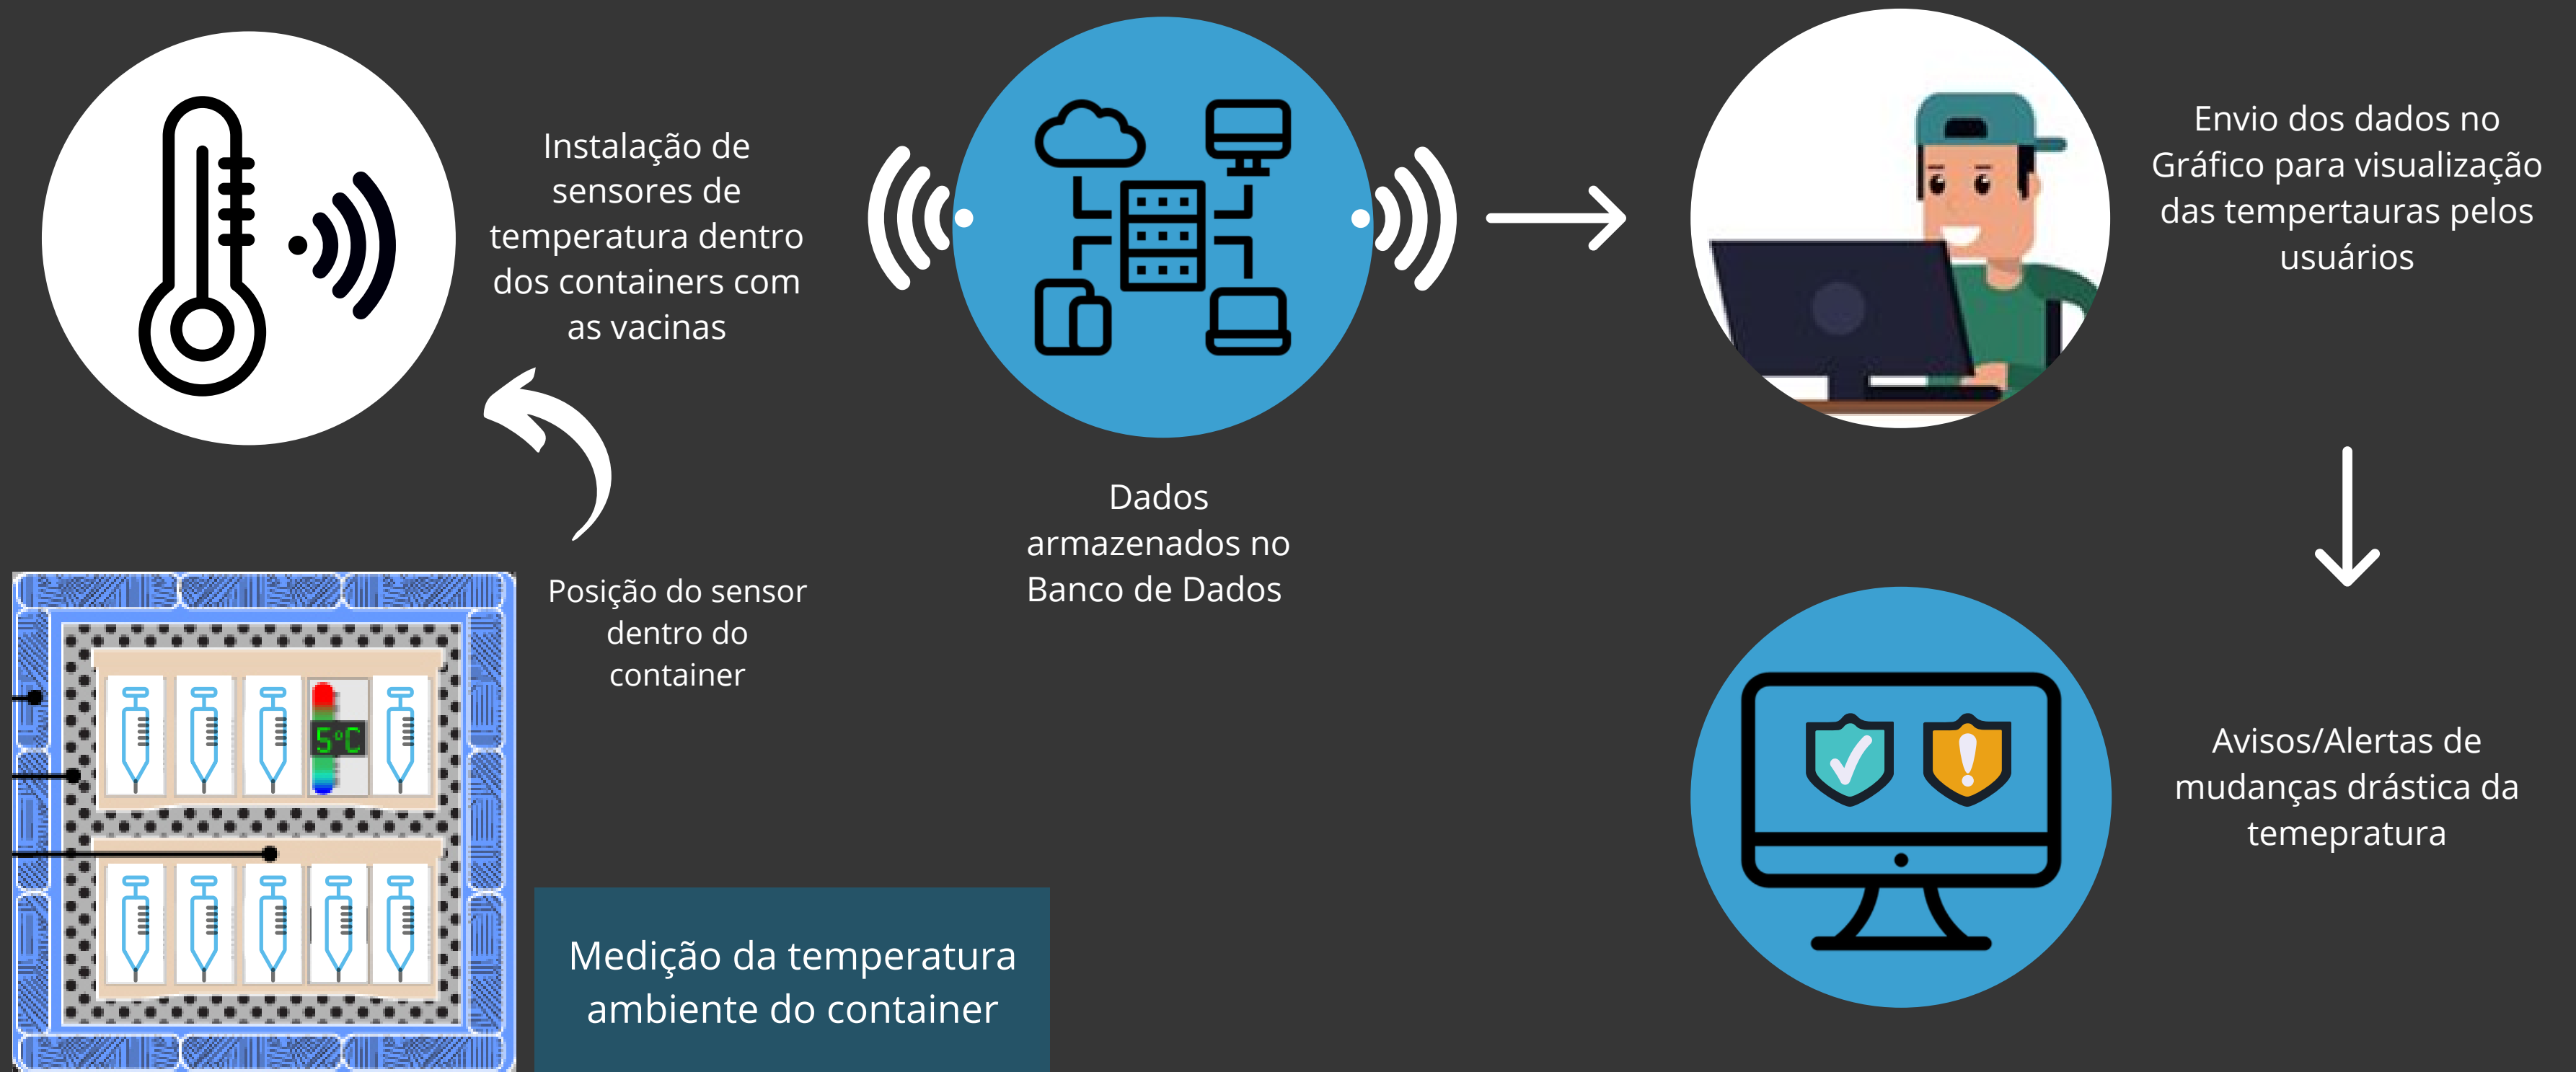 Instalação de
sensores de
temperatura dentro
dos containers com
as vacinas
Envio dos dados no
Gráfico para visualização
das tempertauras pelos
usuários
Dados
armazenados no
Banco de Dados
Posição do sensor
dentro do
container
5°C
Avisos/Alertas de
mudanças drástica da
temepratura
Medição da temperatura
ambiente do container